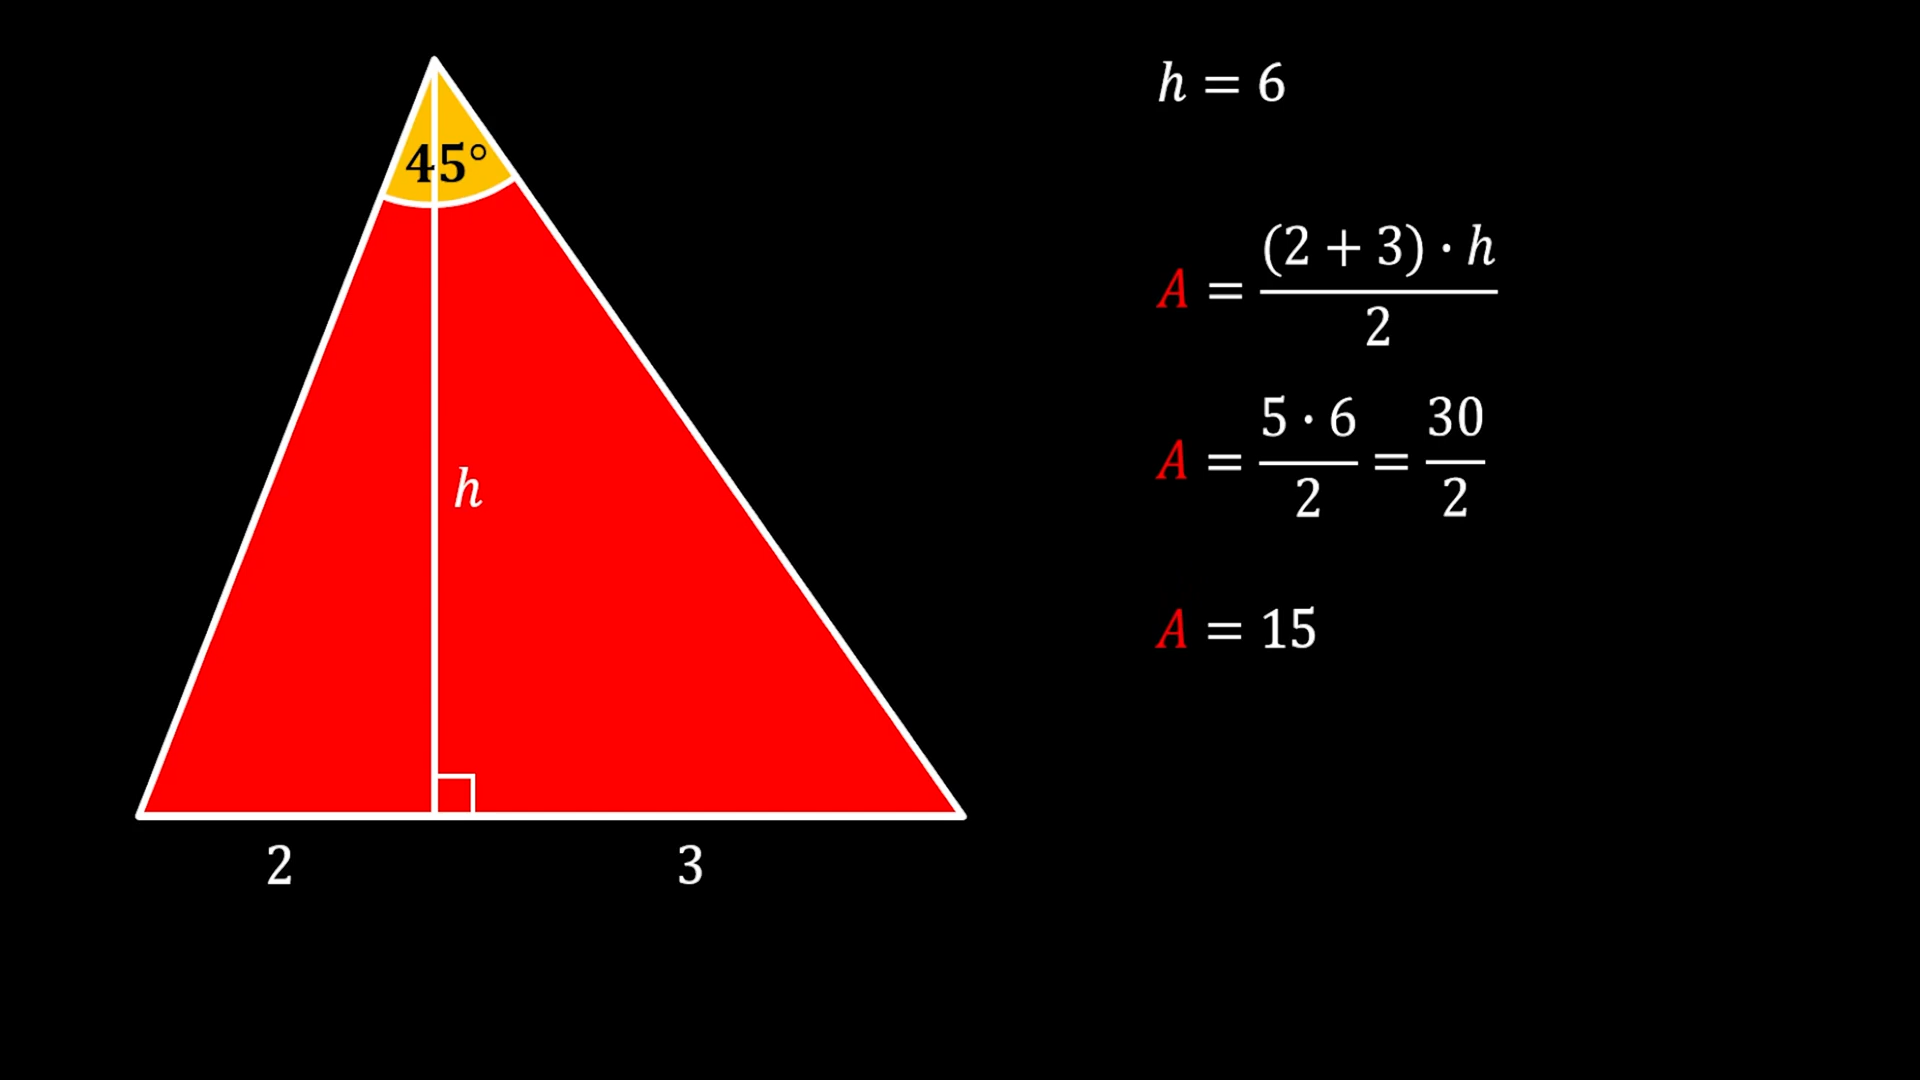 45°
h
2
3
h = 6
A = (2 + 3) · h / 2
A = 5 · 6 / 2 = 30 / 2
A = 15